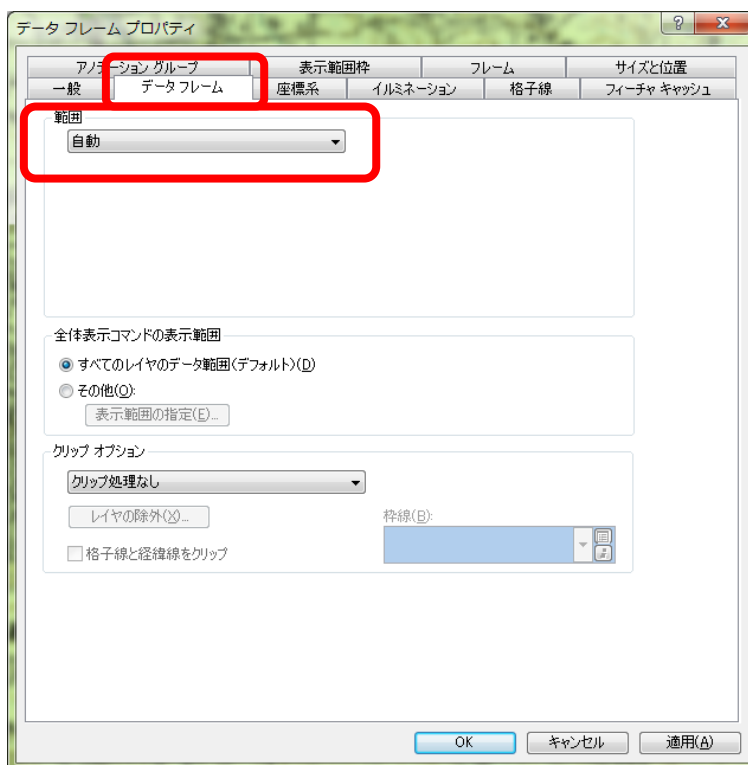 データ フレーム プロパティ
アノテーション グループ 表示範囲枠 フレーム サイズと位置
一般 データ フレーム 座標系 イルミネーション 格子線 フィーチャ キャッシュ
範囲
自動
全体表示コマンドの表示範囲
すべてのレイヤのデータ範囲(デフォルト)(D)
その他(O):
表示範囲の指定(E)...
クリップ オプション
クリップ処理なし
レイヤの除外(X)...
枠線(B):
格子線と経緯線をクリップ
OK キャンセル 適用(A)